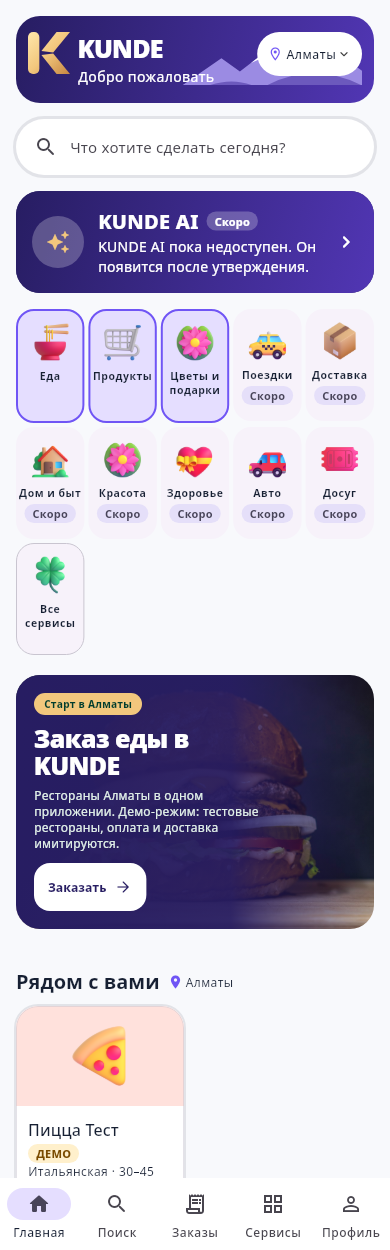 KUNDE
Добро пожаловать
Алматы
Что хотите сделать сегодня?
KUNDE AI Скоро
KUNDE AI пока недоступен. Он
появится после утверждения.
Еда
Продукты
Цветы и
подарки
Поездки
Скоро
Доставка
Скоро
Дом и быт
Скоро
Красота
Скоро
Здоровье
Скоро
Авто
Скоро
Досуг
Скоро
Все
сервисы
Старт в Алматы
Заказ еды в
KUNDE
Рестораны Алматы в одном
приложении. Демо-режим: тестовые
рестораны, оплата и доставка
имитируются.
Заказать
Рядом с вами Алматы
Пицца Тест
ДЕМО
Итальянская · 30–45
Главная Поиск Заказы Сервисы Профиль